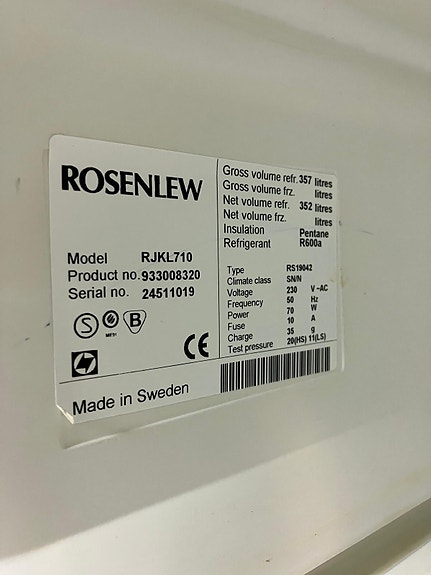 ROSENLEW
Model RJKL710
Product no. 933008320
Serial no. 24511019
S B
CE
Made in Sweden
Gross volume refr. 357 litres
Gross volume frz. litres
Net volume refr. 352 litres
Net volume frz. litres
Insulation Pentane
Refrigerant R600a
Type RS19042
Climate class SN/N
Voltage 230 V ~AC
Frequency 50 Hz
Power 70 W
Fuse 10 A
Charge 35 g
Test pressure 20(HS) 11(LS)